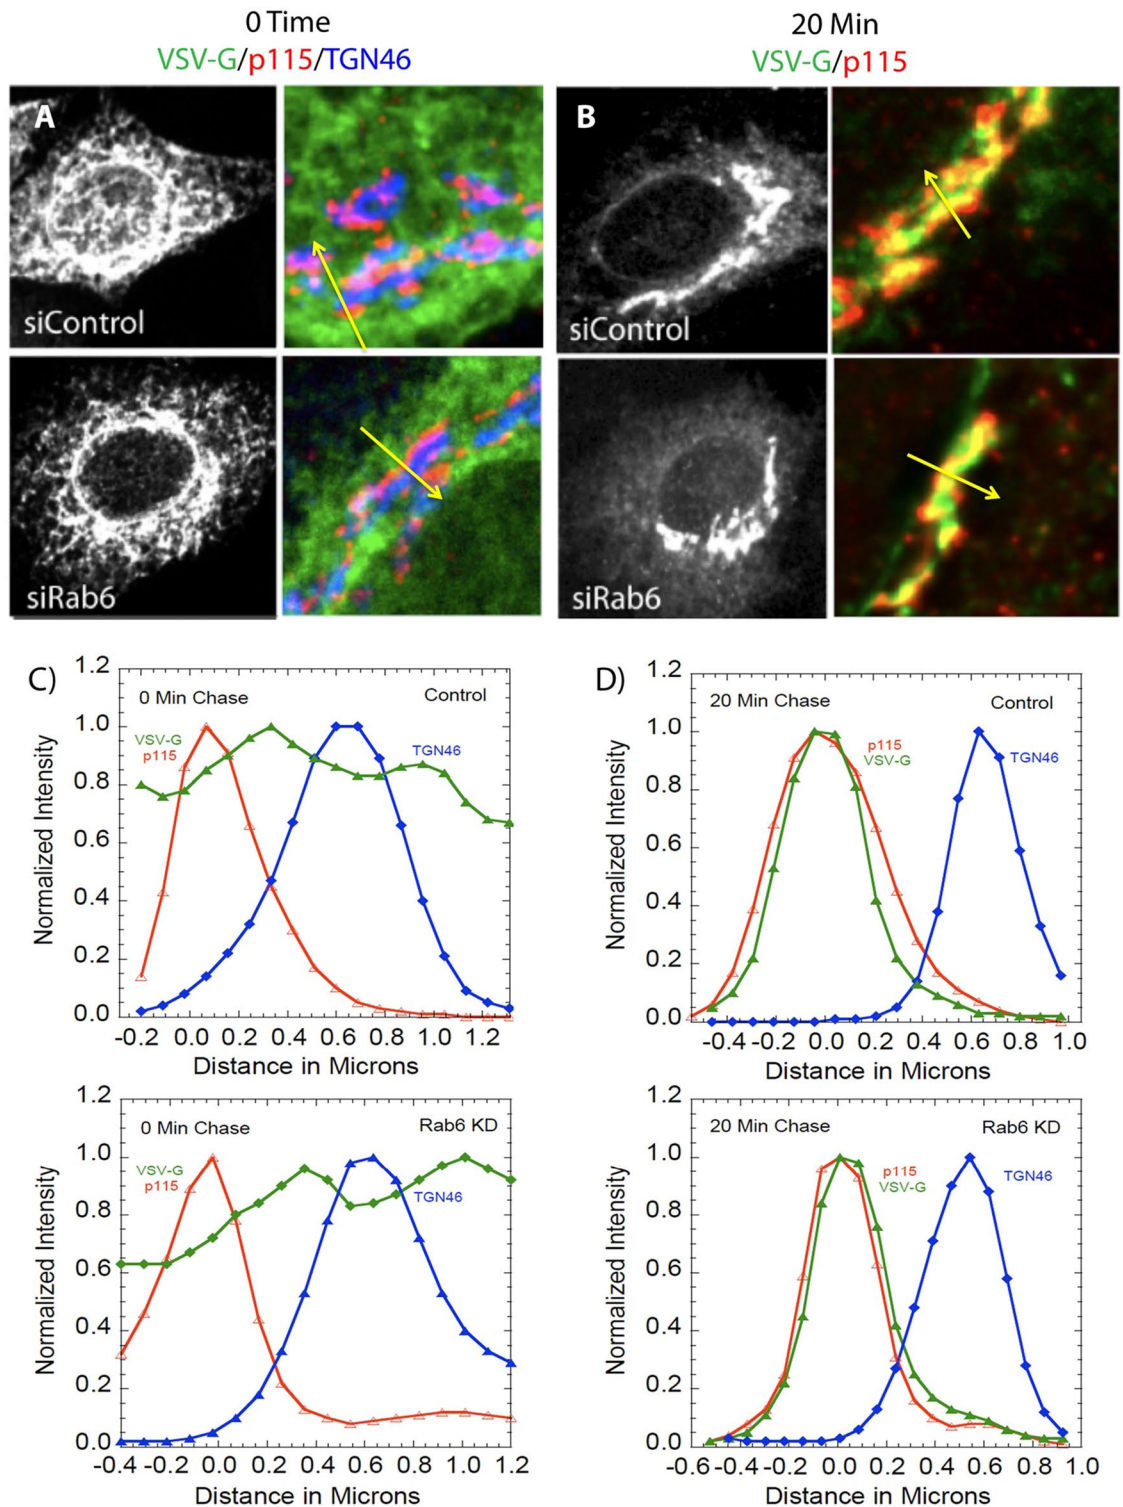 0 Time
VSV-G/p115/TGN46
20 Min
VSV-G/p115
A
siControl
B
siControl
siRab6
siRab6
C)
1.2
1.0
0.8
0.6
0.4
0.2
0.0
Normalized Intensity
0 Min Chase
Control
VSV-G
p115
TGN46
-0.2 0.0 0.2 0.4 0.6 0.8 1.0 1.2
Distance in Microns
D)
1.2
1.0
0.8
0.6
0.4
0.2
0.0
Normalized Intensity
20 Min Chase
Control
p115
VSV-G
TGN46
-0.4 -0.2 0.0 0.2 0.4 0.6 0.8 1.0
Distance in Microns
1.2
1.0
0.8
0.6
0.4
0.2
0.0
Normalized Intensity
0 Min Chase
Rab6 KD
VSV-G
p115
TGN46
-0.4 -0.2 0.0 0.2 0.4 0.6 0.8 1.0 1.2
Distance in Microns
1.2
1.0
0.8
0.6
0.4
0.2
0.0
Normalized Intensity
20 Min Chase
Rab6 KD
p115
VSV-G
TGN46
-0.6 -0.4 -0.2 0.0 0.2 0.4 0.6 0.8 1.0
Distance in Microns